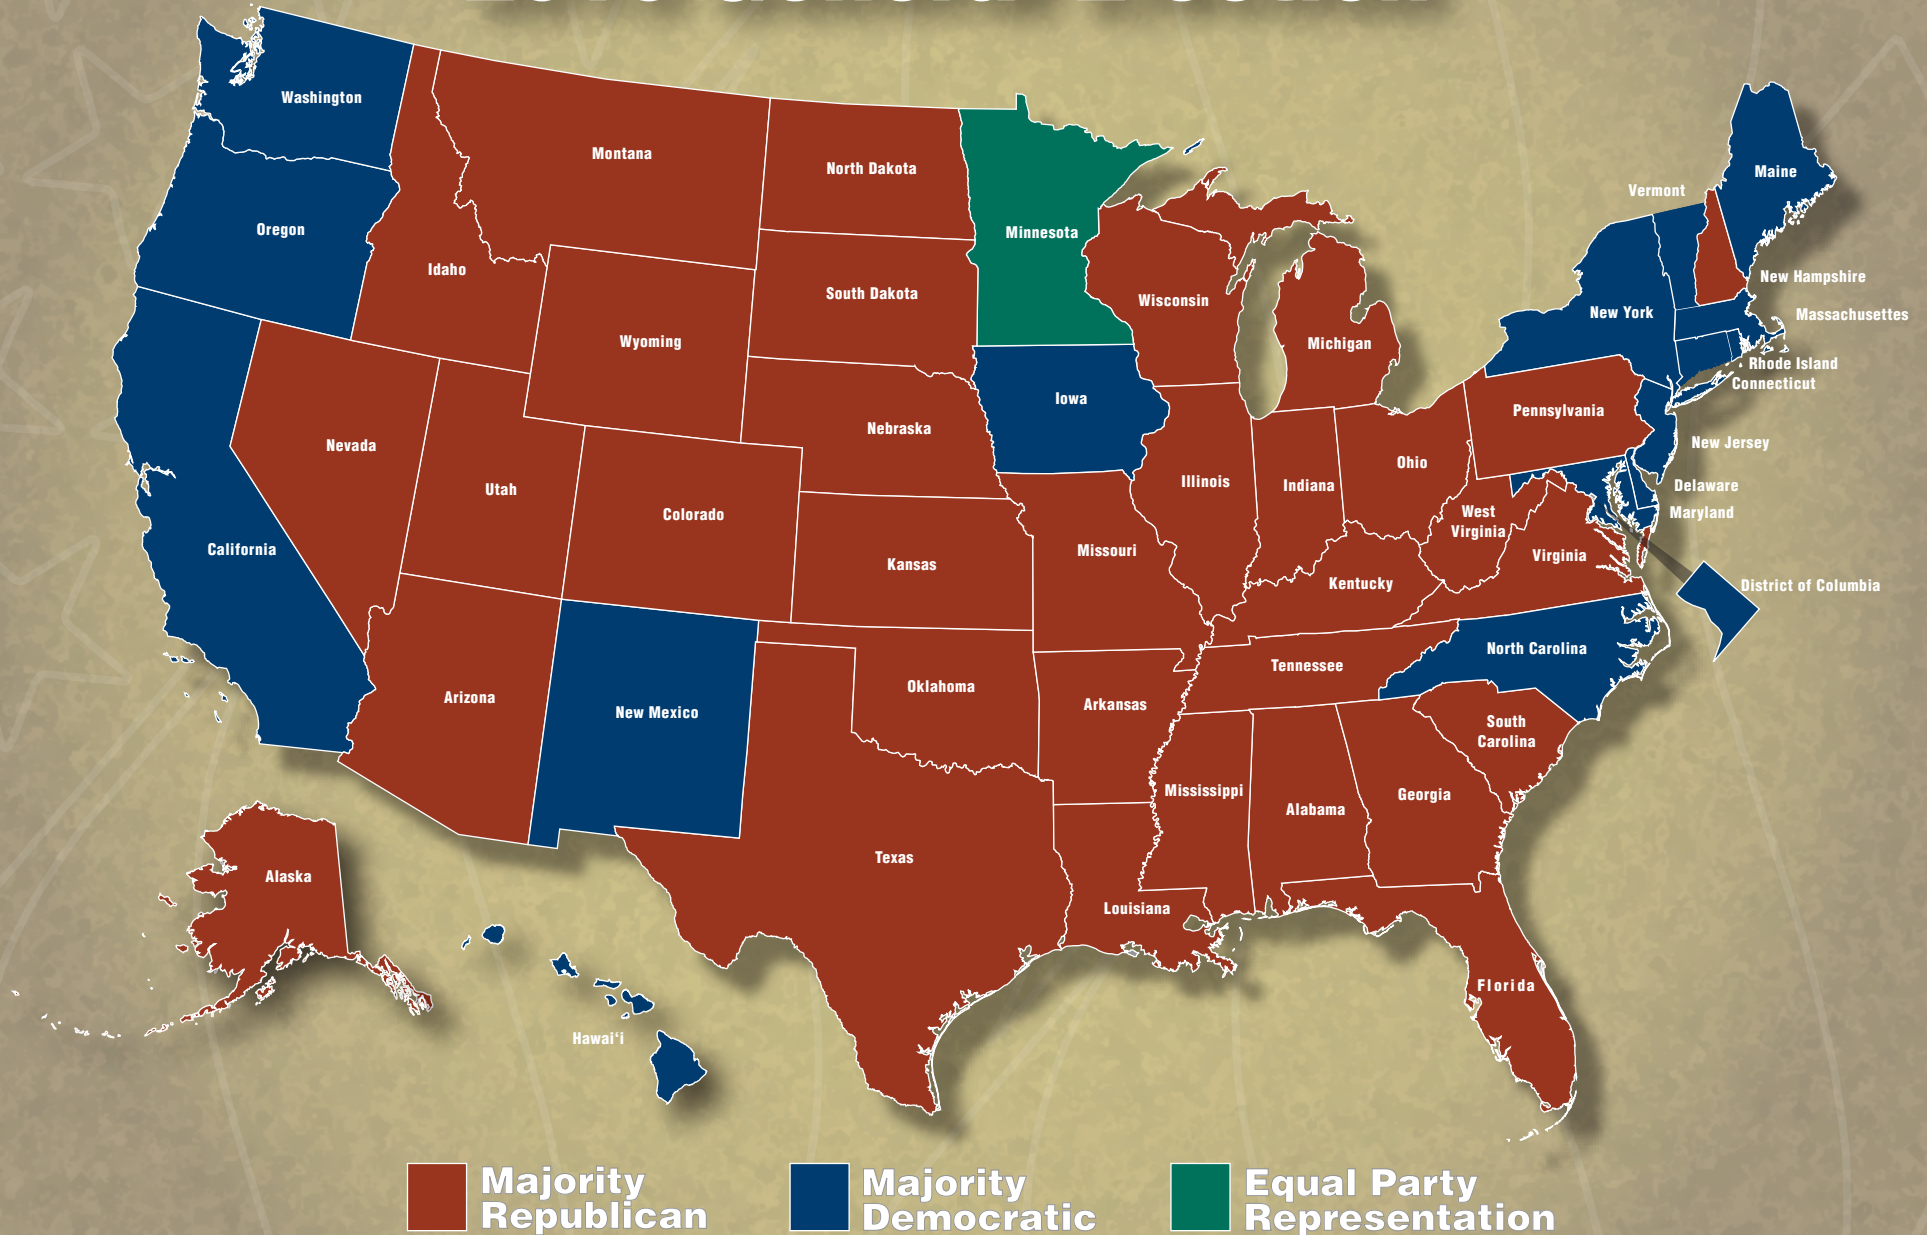 Washington
Montana
North Dakota
Minnesota
Maine
Vermont
Oregon
Idaho
South Dakota
Wisconsin
New Hampshire
New York
Massachusetts
Wyoming
Michigan
Rhode Island
Connecticut
Iowa
Pennsylvania
Nebraska
Nevada
New Jersey
Ohio
Utah
Illinois
Indiana
Delaware
Colorado
West
Virginia
Maryland
California
Missouri
Virginia
Kansas
Kentucky
District of Columbia
North Carolina
Tennessee
Oklahoma
Arizona
Arkansas
New Mexico
South
Carolina
Mississippi
Georgia
Alabama
Texas
Alaska
Louisiana
Florida
Hawai‘i
Majority
Republican
Majority
Democratic
Equal Party
Representation